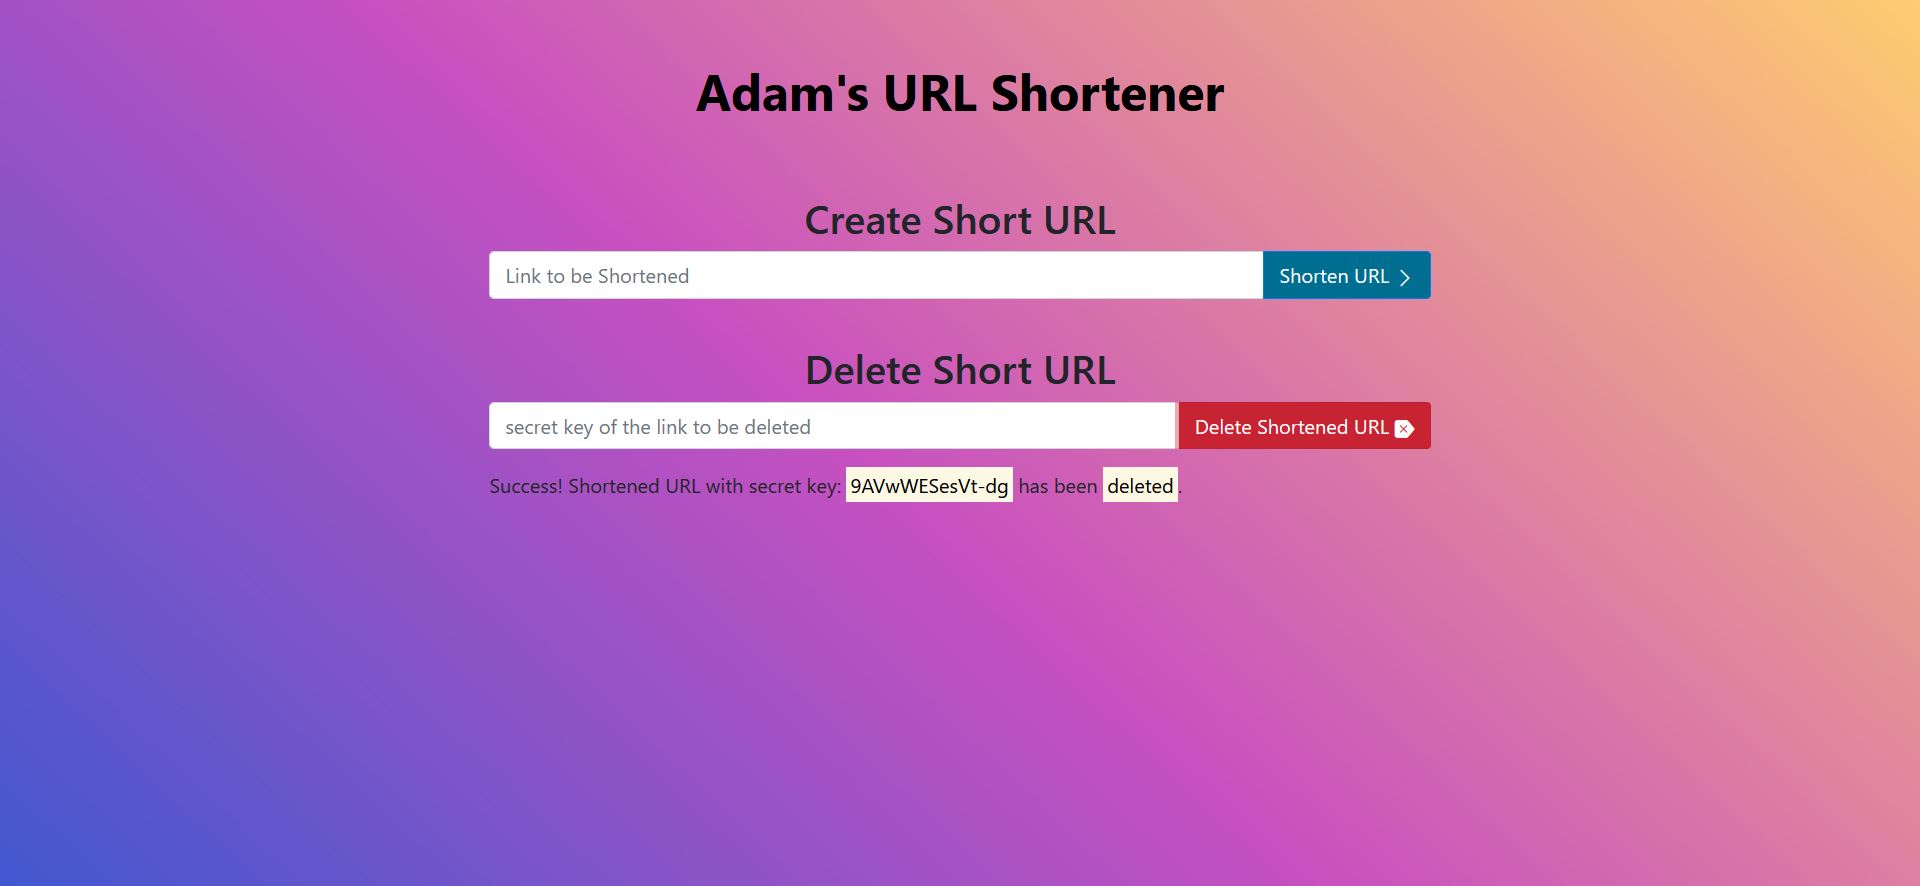 Adam's URL Shortener
Create Short URL
Link to be Shortened
Shorten URL
Delete Short URL
secret key of the link to be deleted
Delete Shortened URL
Success! Shortened URL with secret key: 9AVwWESesVt-dg has been deleted.